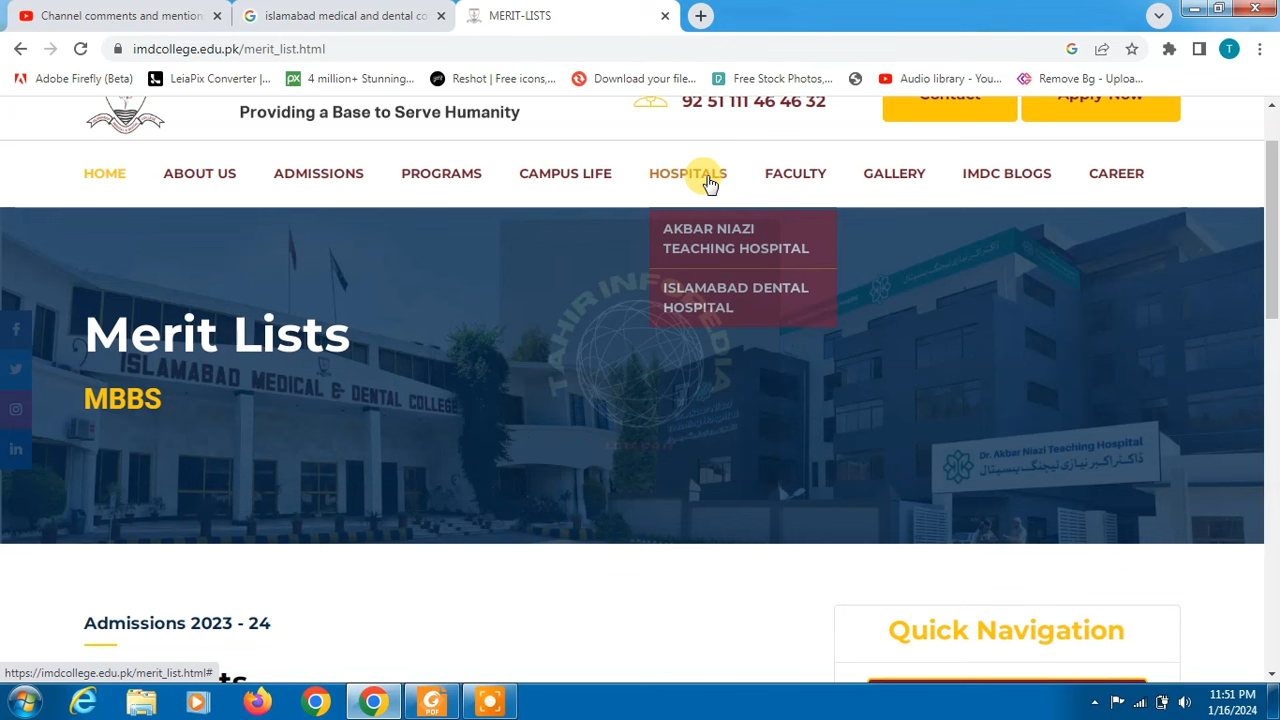 Channel comments and mentio
islamabad medical and dental co
MERIT-LISTS
imdcollege.edu.pk/merit_list.html
T
Adobe Firefly (Beta)
LeiaPix Converter |...
4 million+ Stunning...
Reshot | Free icons,...
Download your file...
Free Stock Photos,...
Audio library - You...
Remove Bg - Uploa...
Providing a Base to Serve Humanity
92 51 111 46 46 32
Contact
Apply Now
HOME
ABOUT US
ADMISSIONS
PROGRAMS
CAMPUS LIFE
HOSPITALS
FACULTY
GALLERY
IMDC BLOGS
CAREER
AKBAR NIAZI
TEACHING HOSPITAL
ISLAMABAD DENTAL
HOSPITAL
Merit Lists
MBBS
ISLAMABAD MEDICAL & DENTAL COLLEGE
TAHIR INFOPEDIA
Dr. Akbar Niazi Teaching Hospital
ڈاکٹر اکبر نیازی ٹیچنگ ہسپتال
Admissions 2023 - 24
Quick Navigation
https://imdcollege.edu.pk/merit_list.html#
11:51 PM
1/16/2024